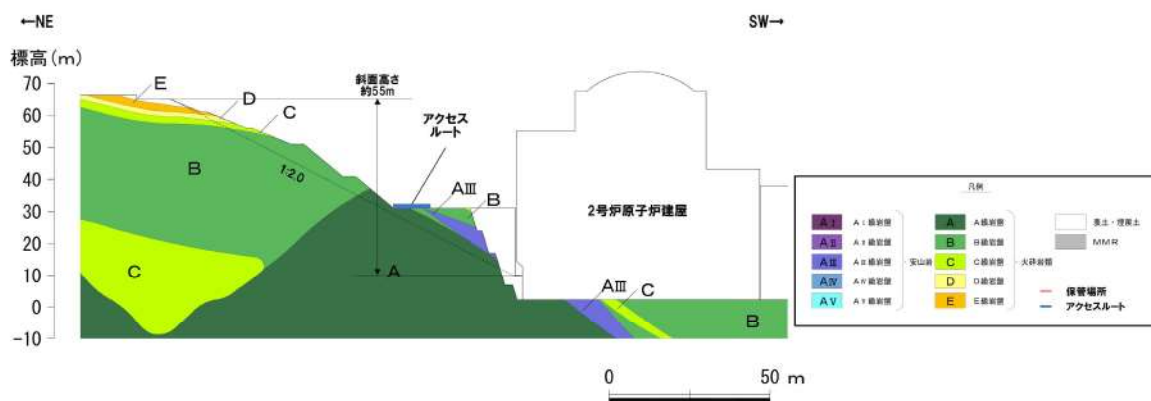 ←NE
SW→
標高(m)
70
60
50
40
30
20
10
0
-10
E
D
C
斜面高さ
約55m
アクセス
ルート
B
1:2.0
AⅢ
B
2号炉原子炉建屋
C
A
AⅢ
C
B
0
50 m
凡例
AⅠ AⅠ級岩盤
AⅡ AⅡ級岩盤
AⅢ AⅢ級岩盤
AⅣ AⅣ級岩盤
AⅤ AⅤ級岩盤
安山岩
A A級岩盤
B B級岩盤
C C級岩盤
D D級岩盤
E E級岩盤
火砕岩類
表土・埋戻土
MMR
保管場所
アクセスルート